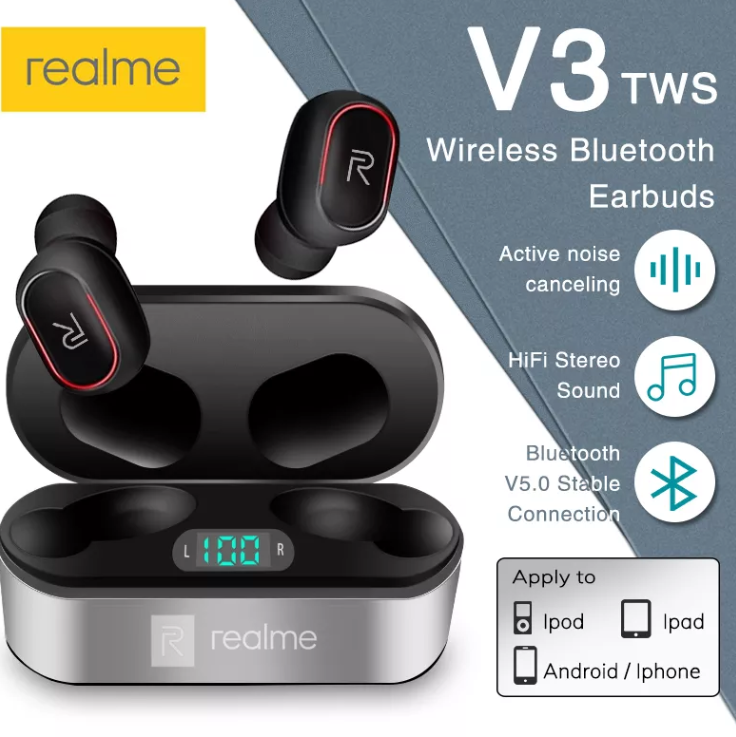 realme
V3 TWS
Wireless Bluetooth
Earbuds
Active noise
canceling
HiFi Stereo
Sound
Bluetooth
V5.0 Stable
Connection
R
R
L 100 R
R realme
Apply to
Ipod
Ipad
Android / Iphone